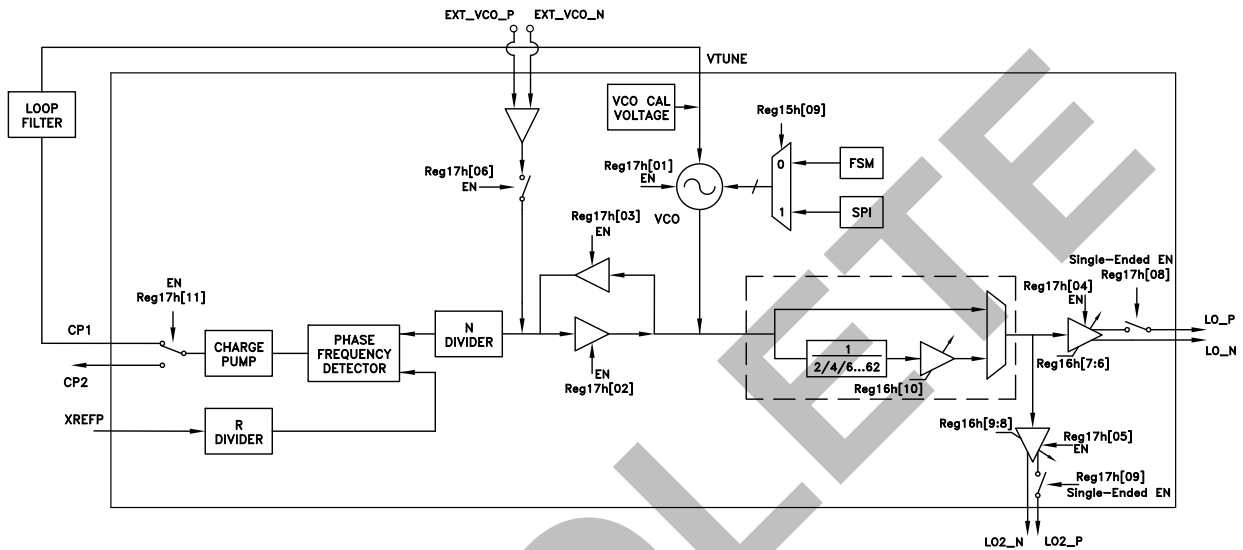 EXT_VCO_P EXT_VCO_N
VTUNE
LOOP
FILTER
VCO CAL
VOLTAGE
Reg15h[09]
Reg17h[06]
EN
Reg17h[01]
EN
0
FSM
1
SPI
VCO
Reg17h[03]
EN
Single-Ended EN
Reg17h[08]
Reg17h[04]
EN
EN
Reg17h[11]
CP1
CP2
CHARGE
PUMP
PHASE
FREQUENCY
DETECTOR
N
DIVIDER
EN
Reg17h[02]
1
2/4/6...62
Reg16h[10]
Reg16h[7:6]
LO_P
LO_N
XREFP
R
DIVIDER
Reg16h[9:8]
Reg17h[05]
EN
Reg17h[09]
Single-Ended EN
LO2_N LO2_P
OLETE